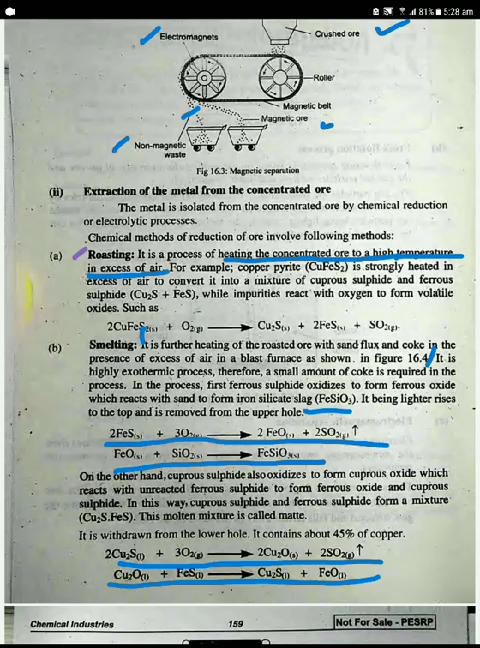 81% 5:28 am
Electromagnets
Crushed ore
Roller
Magnetic belt
Magnetic ore
Non-magnetic
waste
Fig 16.3: Magnetic separation
(ii) Extraction of the metal from the concentrated ore
The metal is isolated from the concentrated ore by chemical reduction
or electrolytic processes.
Chemical methods of reduction of ore involve following methods:
(a) Roasting: It is a process of heating the concentrated ore to a high temperature
in excess of air. For example; copper pyrite (CuFeS₂) is strongly heated in
excess of air to convert it into a mixture of cuprous sulphide and ferrous
sulphide (Cu₂S + FeS), while impurities react with oxygen to form volatile
oxides. Such as
2CuFeS₂₍ₛ₎ + O₂₍g₎ ⟶ Cu₂S₍ₛ₎ + 2FeS₍ₛ₎ + SO₂₍g₎
(b) Smelting: It is further heating of the roasted ore with sand flux and coke in the
presence of excess of air in a blast furnace as shown in figure 16.4. It is
highly exothermic process, therefore, a small amount of coke is required in the
process. In the process, first ferrous sulphide oxidizes to form ferrous oxide
which reacts with sand to form iron silicate slag (FeSiO₃). It being lighter rises
to the top and is removed from the upper hole.
2FeS₍ₛ₎ + 3O₂₍g₎ ⟶ 2 FeO₍ₛ₎ + 2SO₂₍g₎ ↑
FeO₍ₛ₎ + SiO₂₍ₛ₎ ⟶ FeSiO₃₍ₛ₎
On the other hand, cuprous sulphide also oxidizes to form cuprous oxide which
reacts with unreacted ferrous sulphide to form ferrous oxide and cuprous
sulphide. In this way, cuprous sulphide and ferrous sulphide form a mixture
(Cu₂S.FeS). This molten mixture is called matte.
It is withdrawn from the lower hole. It contains about 45% of copper.
2Cu₂S₍l₎ + 3O₂₍g₎ ⟶ 2Cu₂O₍s₎ + 2SO₂₍g₎ ↑
Cu₂O₍l₎ + FeS₍l₎ ⟶ Cu₂S₍l₎ + FeO₍l₎
Chemical Industries 159 Not For Sale - PESRP